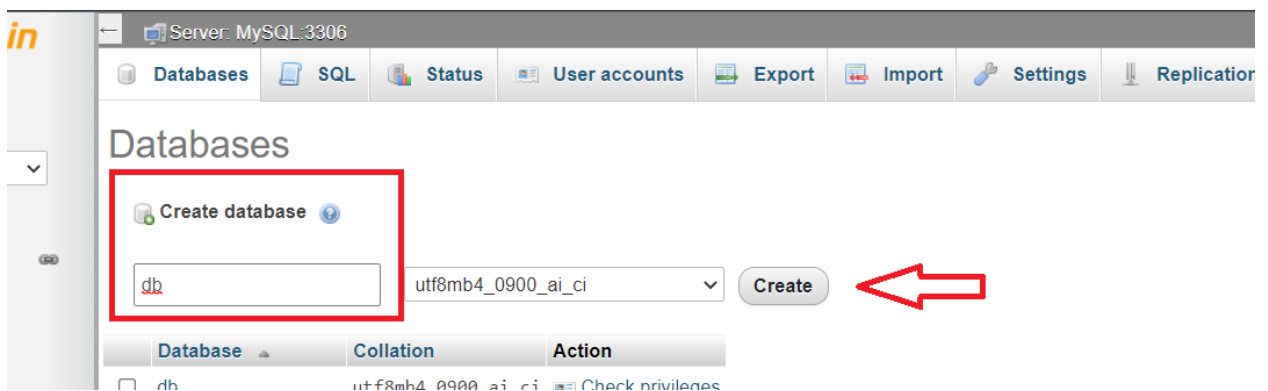 in
Server: MySQL:3306
Databases SQL Status User accounts Export Import Settings Replication
Databases
Create database
db
utf8mb4_0900_ai_ci
Create
Database Collation Action
db utf8mb4_0900_ai_ci Check privileges